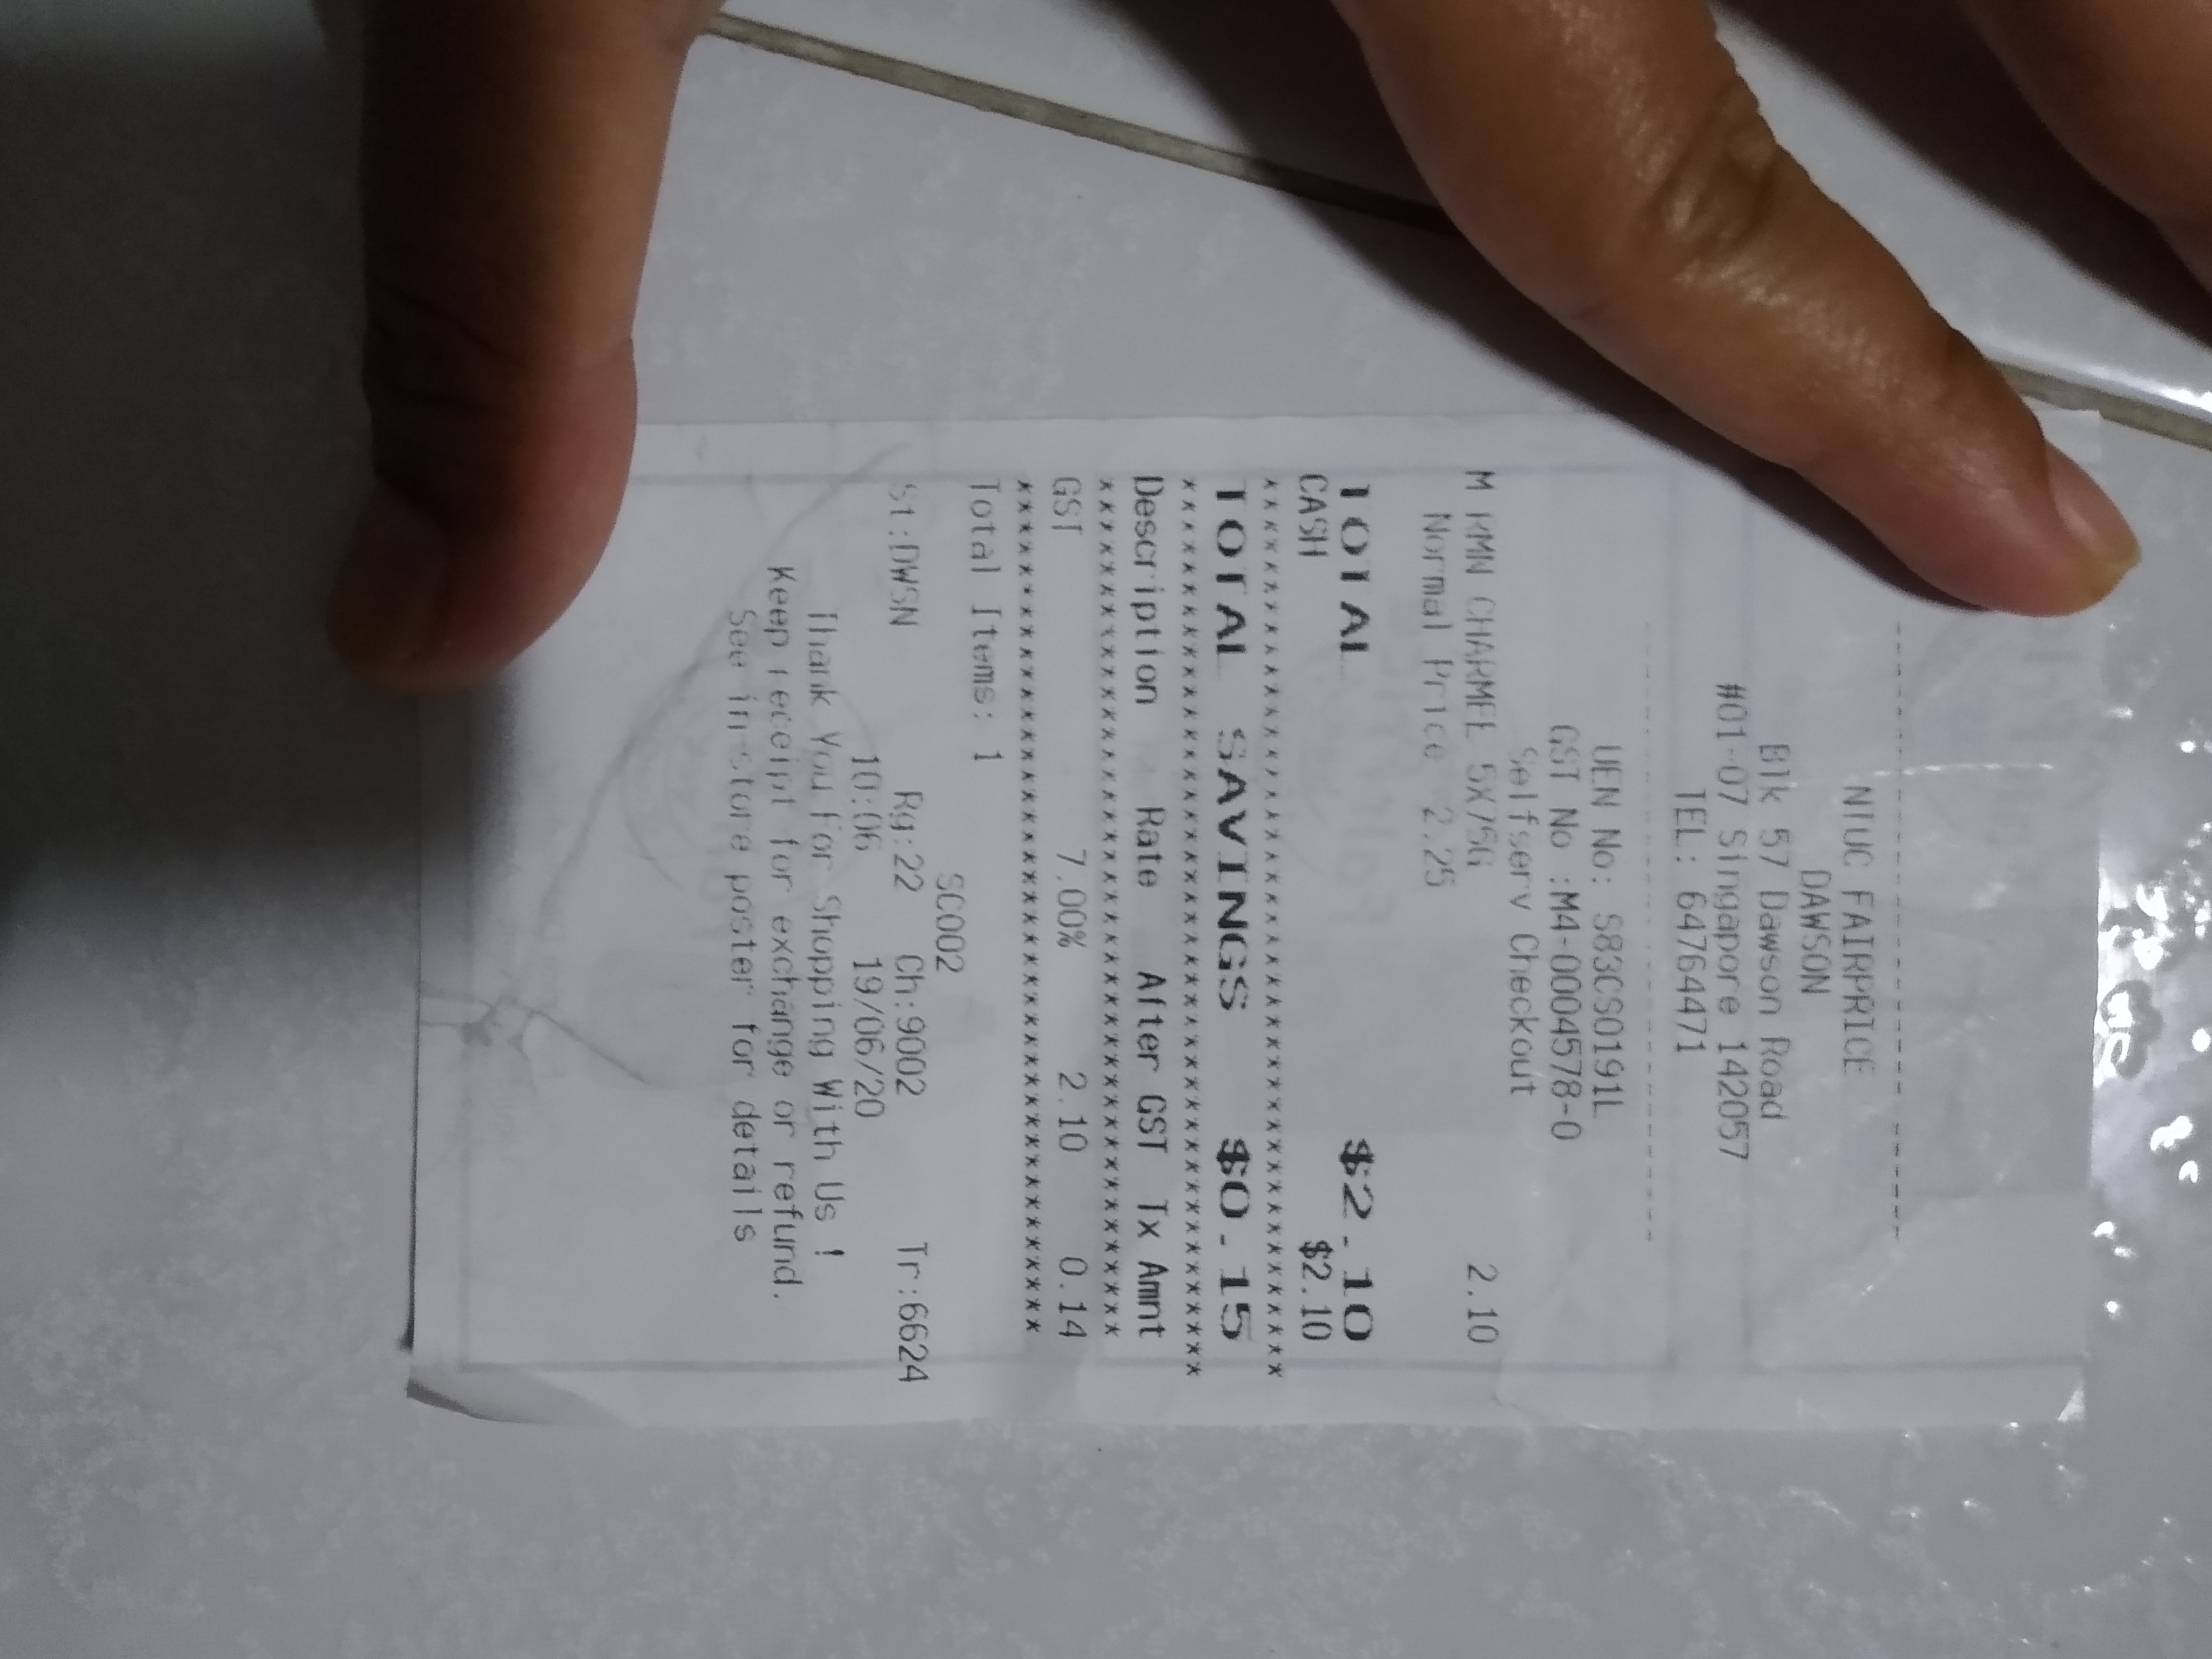 NTUC FAIRPRICE
DAWSON
Blk 57 Dawson Road
#01-07 Singapore 142057
TEL: 64764471
UEN No: S83CS0191L
GST No :M4-0004578-0
Selfserv Checkout
M RMN CHARMEE 5X75G 2.10
Normal Price 2.25
TOTAL $2.10
CASH $2.10
****************************************
TOTAL SAVINGS $0.15
****************************************
Description Rate After GST Tx Amnt
****************************************
GST 7.00% 2.10 0.14
****************************************
Total Items: 1
SC002
St:DWSN Rg:22 Ch:9002 Tr:6624
10:06 19/06/20
Thank You for Shopping With Us !
Keep receipt for exchange or refund.
See in-store poster for details